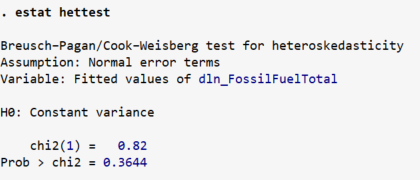 . estat hettest
Breusch–Pagan/Cook–Weisberg test for heteroskedasticity
Assumption: Normal error terms
Variable: Fitted values of dln_FossilFuelTotal
H0: Constant variance
chi2(1) =   0.82
Prob > chi2 = 0.3644